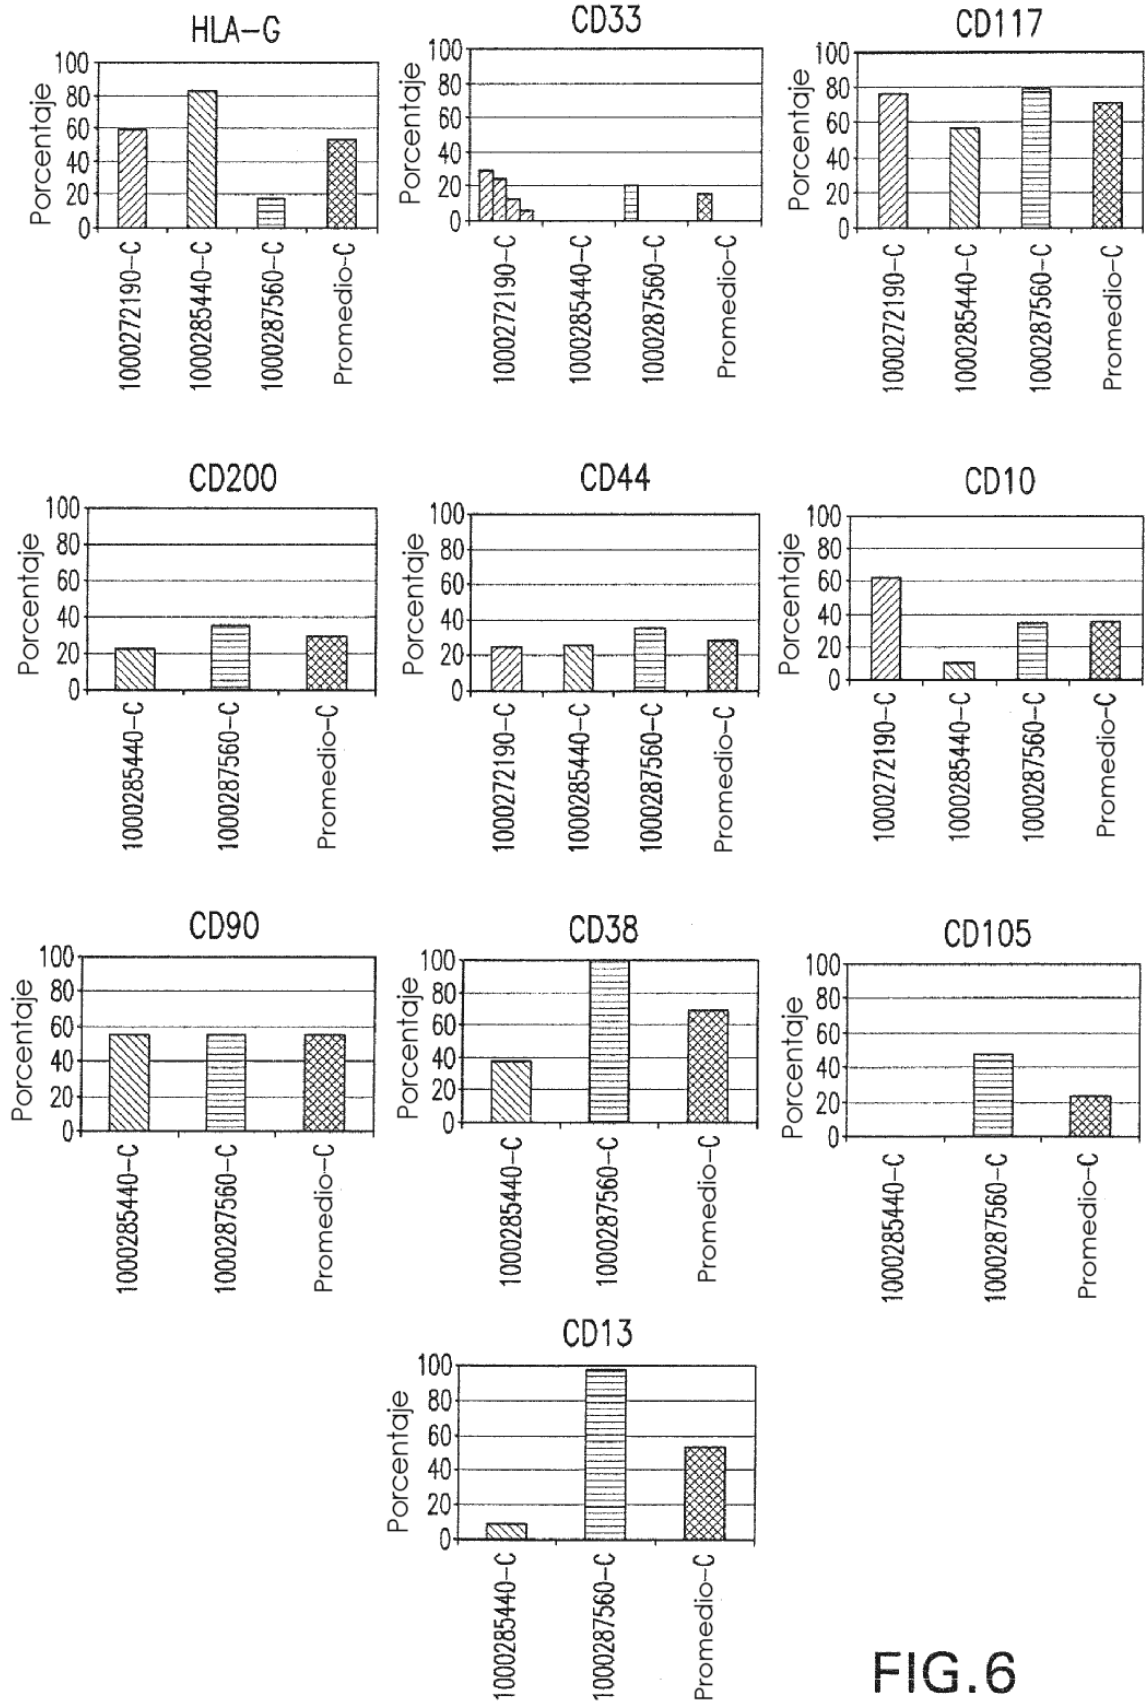 HLA-G
Porcentaje
100
80
60
40
20
0
1000272190-C
1000285440-C
1000287560-C
Promedio-C
CD33
Porcentaje
100
80
60
40
20
0
1000272190-C
1000285440-C
1000287560-C
Promedio-C
CD117
Porcentaje
100
80
60
40
20
0
1000272190-C
1000285440-C
1000287560-C
Promedio-C
CD200
Porcentaje
100
80
60
40
20
0
1000285440-C
1000287560-C
Promedio-C
CD44
Porcentaje
100
80
60
40
20
0
1000272190-C
1000285440-C
1000287560-C
Promedio-C
CD10
Porcentaje
100
80
60
40
20
0
1000272190-C
1000285440-C
1000287560-C
Promedio-C
CD90
Porcentaje
100
80
60
40
20
0
1000285440-C
1000287560-C
Promedio-C
CD38
Porcentaje
100
80
60
40
20
0
1000285440-C
1000287560-C
Promedio-C
CD105
Porcentaje
100
80
60
40
20
0
1000285440-C
1000287560-C
Promedio-C
CD13
Porcentaje
100
80
60
40
20
0
1000285440-C
1000287560-C
Promedio-C
FIG.6